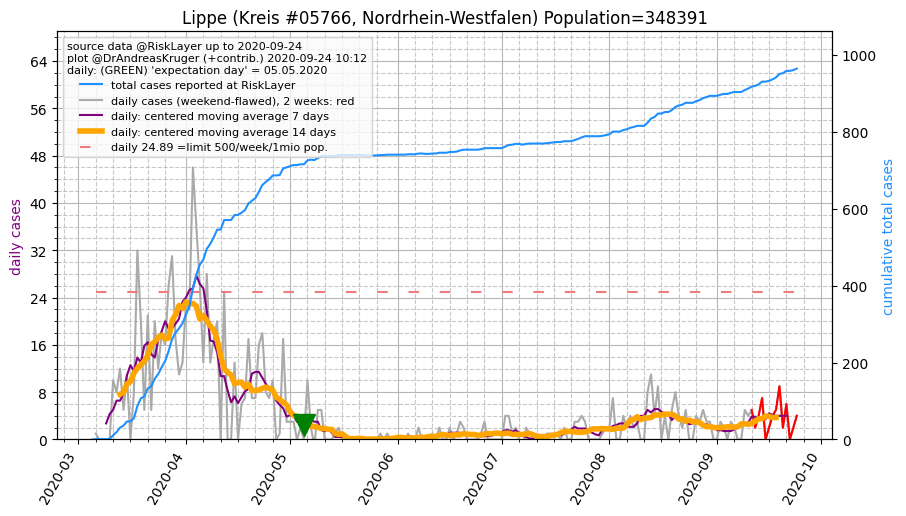 Lippe (Kreis #05766, Nordrhein-Westfalen) Population=348391
source data @RiskLayer up to 2020-09-24
plot @DrAndreasKruger (+contrib.) 2020-09-24 10:12
daily: (GREEN) 'expectation day' = 05.05.2020
total cases reported at RiskLayer
daily cases (weekend-flawed), 2 weeks: red
daily: centered moving average 7 days
daily: centered moving average 14 days
daily 24.89 =limit 500/week/1mio pop.
daily cases
64
56
48
40
32
24
16
8
0
1000
800
600
400
200
0
cumulative total cases
2020-03
2020-04
2020-05
2020-06
2020-07
2020-08
2020-09
2020-10